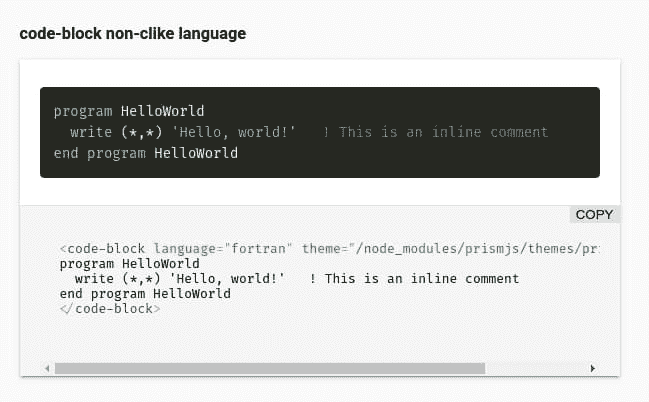 code-block non-clike language
program HelloWorld
  write (*,*) 'Hello, world!'   ! This is an inline comment
end program HelloWorld
COPY
<code-block language="fortran" theme="/node_modules/prismjs/themes/pr
program HelloWorld
  write (*,*) 'Hello, world!'   ! This is an inline comment
end program HelloWorld
</code-block>